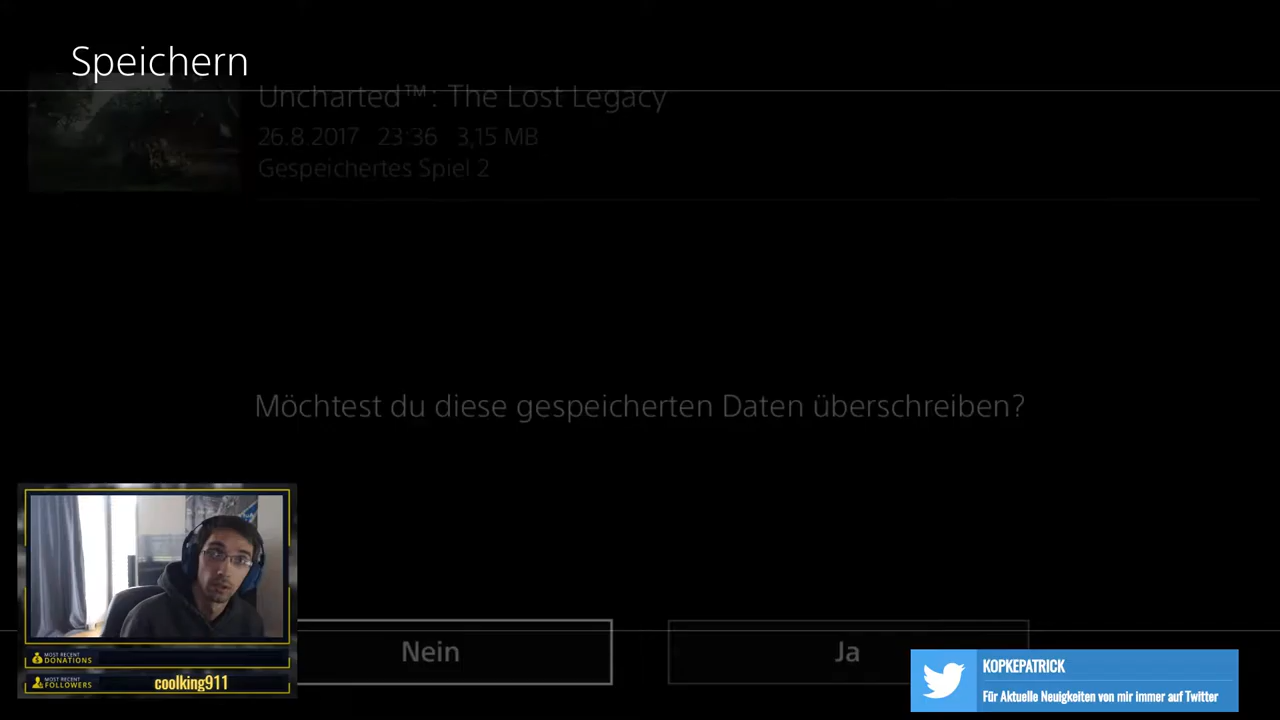 Speichern
Uncharted™: The Lost Legacy
26.8.2017 23:36 3,15 MB
Gespeichertes Spiel 2
Möchtest du diese gespeicherten Daten überschreiben?
Nein
Ja
MOST RECENT
DONATIONS
MOST RECENT
FOLLOWERS
coolking911
KOPKEPATRICK
Für Aktuelle Neuigkeiten von mir immer auf Twitter